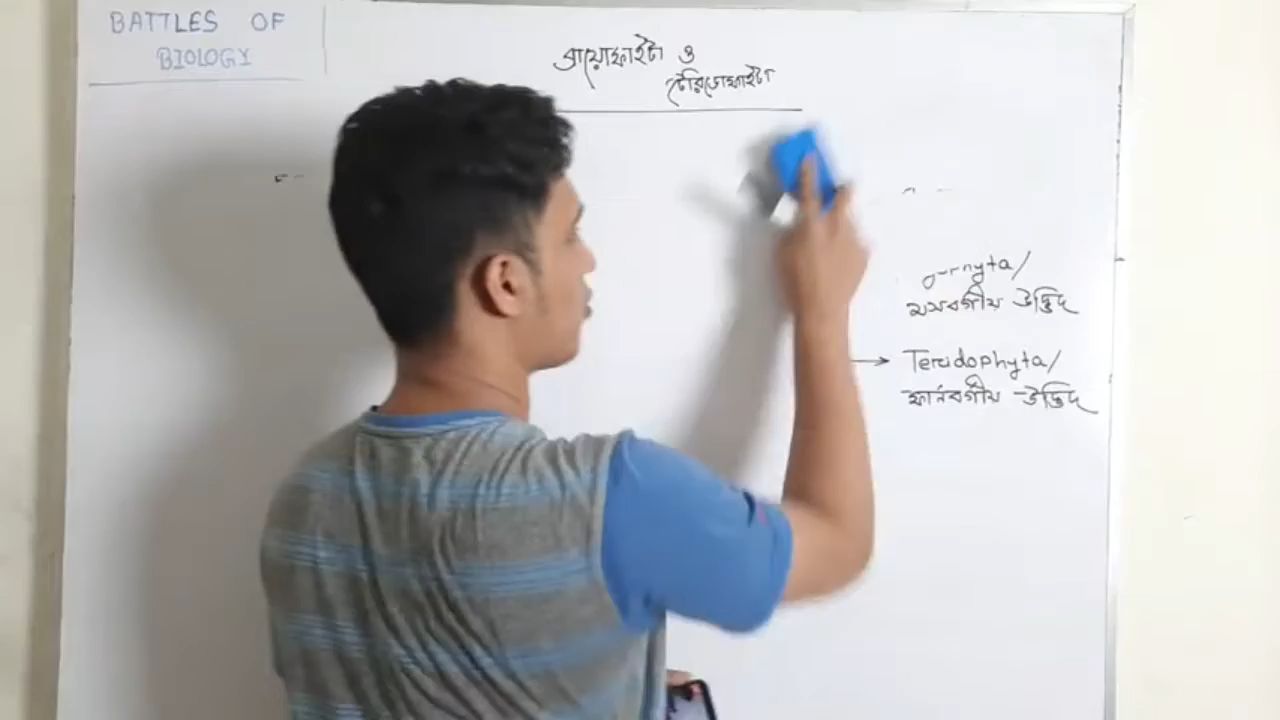 BATTLES OF
BIOLOGY
ব্রায়োফাইটা ও
টেরিডোফাইটা
মসবর্গীয় উদ্ভিদ
→ Teridophyta/
ফার্নবর্গীয় উদ্ভিদ